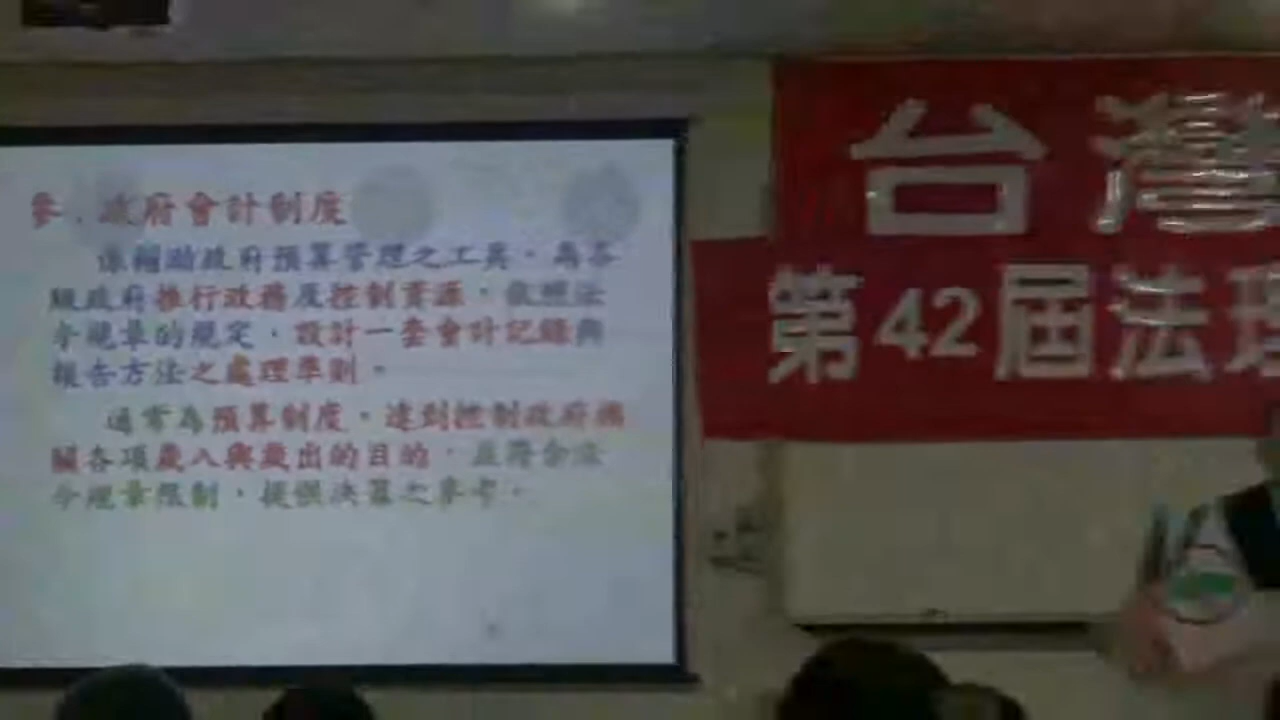 參、政府會計制度
係輔助政府預算管理之工具。為各
級政府推行政務及控制資源,依照法
令規章的規定,設計一套會計記錄與
報告方法之處理準則。
通常為預算制度。達到控制政府機
關各項歲入與歲出的目的,並符合法
令規章限制,提供決策之參考。
台灣
第42屆法理